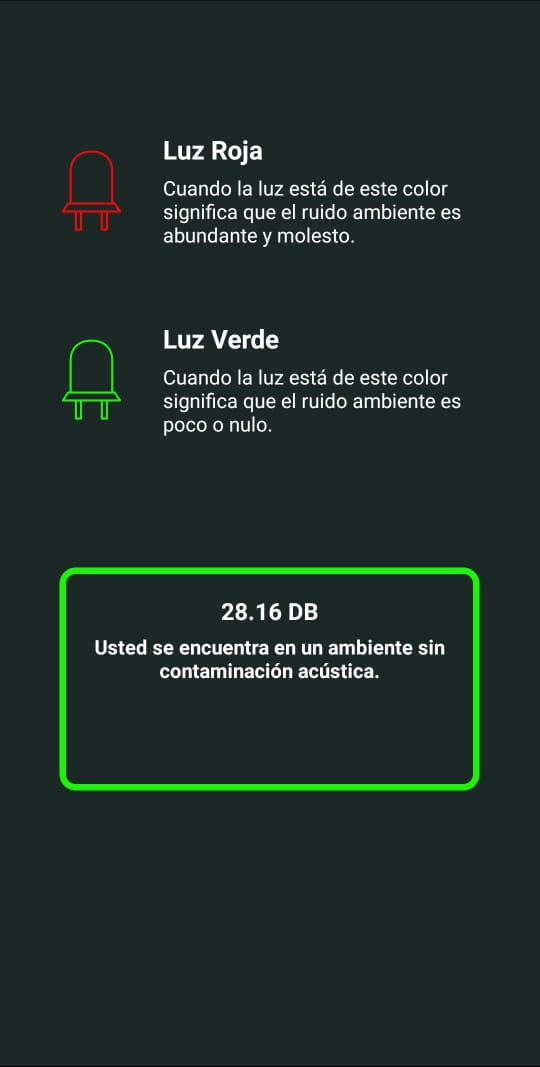 Luz Roja
Cuando la luz está de este color
significa que el ruido ambiente es
abundante y molesto.
Luz Verde
Cuando la luz está de este color
significa que el ruido ambiente es
poco o nulo.
28.16 DB
Usted se encuentra en un ambiente sin
contaminación acústica.